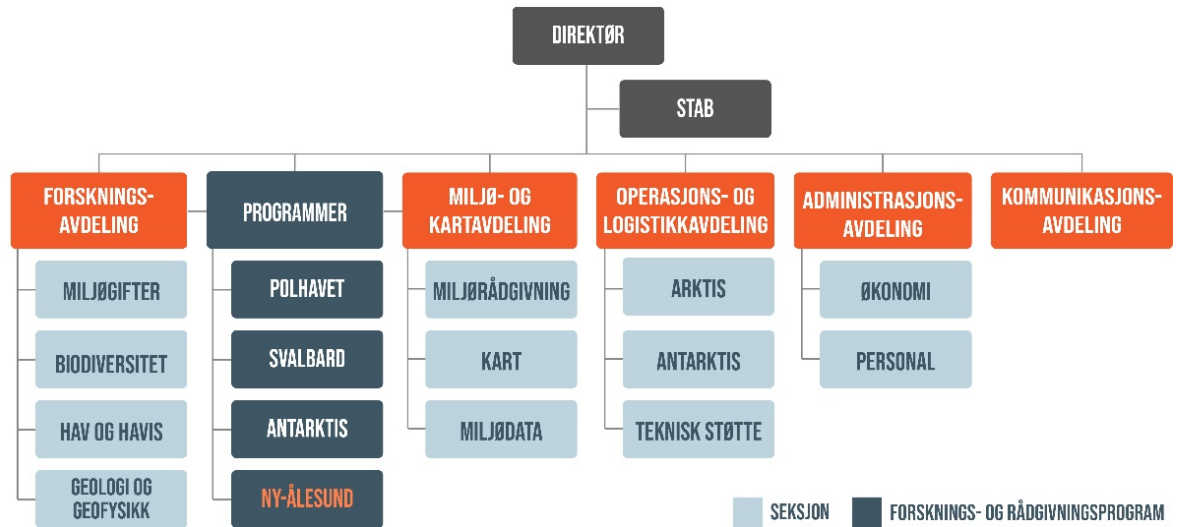 DIREKTØR
STAB
FORSKNINGS-
AVDELING
PROGRAMMER
MILJØ- OG
KARTAVDELING
OPERASJONS- OG
LOGISTIKKAVDELING
ADMINISTRASJONS-
AVDELING
KOMMUNIKASJONS-
AVDELING
MILJØGIFTER
BIODIVERSITET
HAV OG HAVIS
GEOLOGI OG
GEOFYSIKK
POLHAVET
SVALBARD
ANTARKTIS
NY-ÅLESUND
MILJØRÅDGIVNING
KART
MILJØDATA
ARKTIS
ANTARKTIS
TEKNISK STØTTE
ØKONOMI
PERSONAL
SEKSJON
FORSKNINGS- OG RÅDGIVNINGSPROGRAM